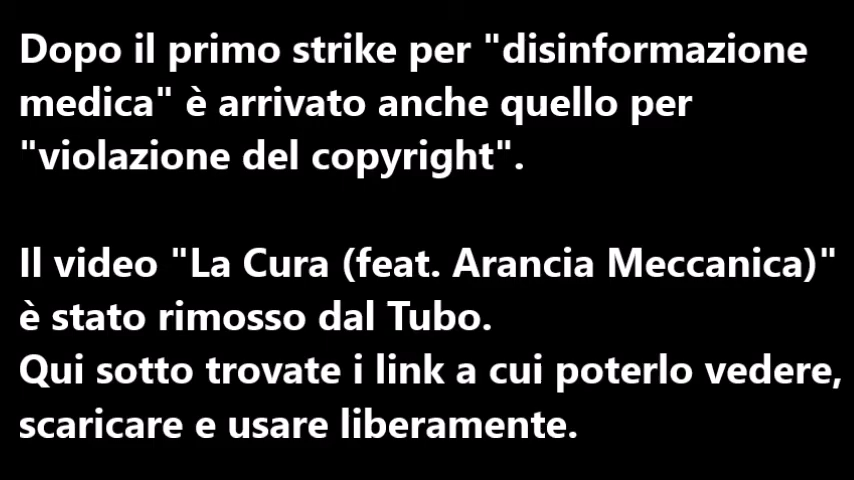 Dopo il primo strike per "disinformazione
medica" è arrivato anche quello per
"violazione del copyright".
Il video "La Cura (feat. Arancia Meccanica)"
è stato rimosso dal Tubo.
Qui sotto trovate i link a cui poterlo vedere,
scaricare e usare liberamente.